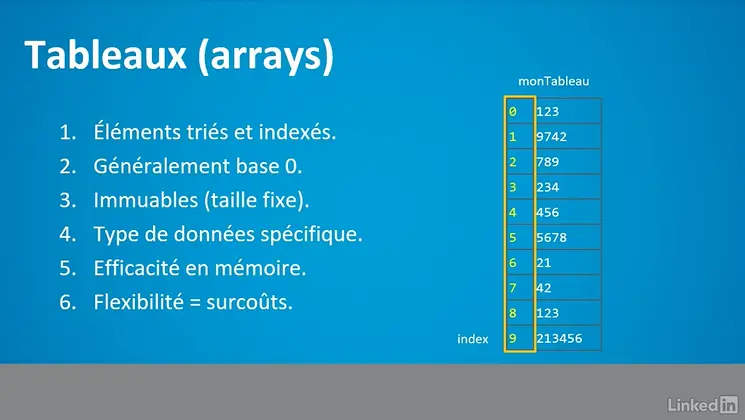 Tableaux (arrays)
1. Éléments triés et indexés.
2. Généralement base 0.
3. Immuables (taille fixe).
4. Type de données spécifique.
5. Efficacité en mémoire.
6. Flexibilité = surcoûts.
monTableau
0 123
1 9742
2 789
3 234
4 456
5 5678
6 21
7 42
8 123
index 9 213456
Linked in